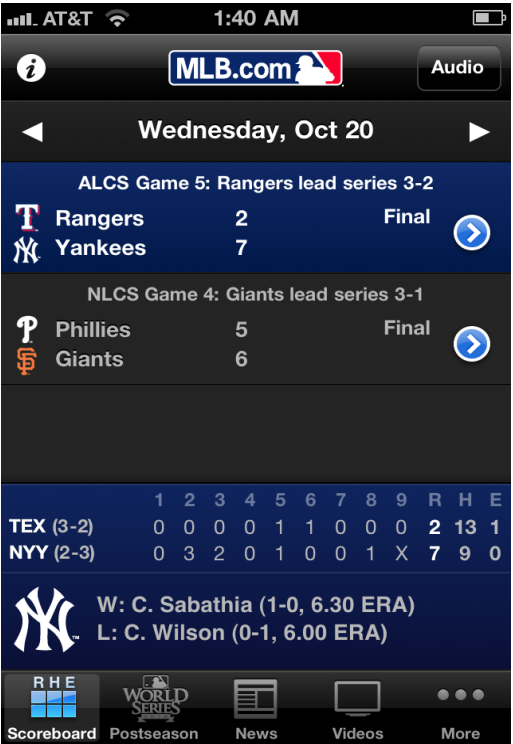 AT&T 1:40 AM
i MLB.com Audio
Wednesday, Oct 20
ALCS Game 5: Rangers lead series 3-2
T Rangers 2 Final
NY Yankees 7
NLCS Game 4: Giants lead series 3-1
P Phillies 5 Final
SF Giants 6
1 2 3 4 5 6 7 8 9 R H E
TEX (3-2) 0 0 0 0 1 1 0 0 0 2 13 1
NYY (2-3) 0 3 2 0 1 0 0 1 X 7 9 0
NY
W: C. Sabathia (1-0, 6.30 ERA)
L: C. Wilson (0-1, 6.00 ERA)
R H E WORLD SERIES
Scoreboard Postseason News Videos More